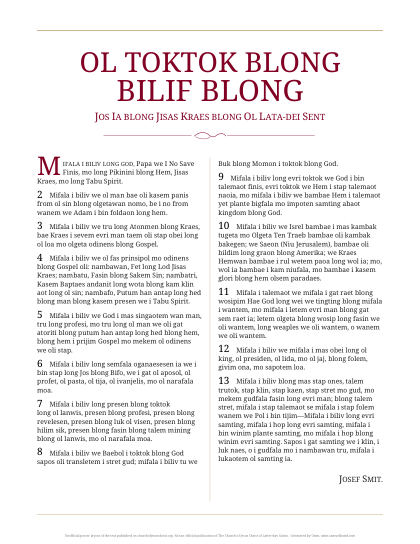 OL TOKTOK BLONG
BILIF BLONG
Jos Ia blong Jisas Kraes blong Ol Lata-dei Sent
Mifala i biliv long God, Papa we I No Save
Finis, mo long Pikinini blong Hem, Jisas
Kraes, mo long Tabu Spirit.
2 Mifala i biliv we ol man bae oli kasem panis
from ol sin blong olgetawan nomo, be i no from
wanem we Adam i bin foldaon long hem.
3 Mifala i biliv we tru long Atonmen blong Kraes,
bae Kraes i sevem evri man taem oli stap obei long
ol loa mo olgeta odinens blong Gospel.
4 Mifala i biliv we ol fas prinsipol mo odinens
blong Gospel oli: nambawan, Fet long Lod Jisas
Kraes; nambatu, Fasin blong Sakem Sin; nambatri,
Kasem Baptaes andanit long wota blong kam klin
aot long ol sin; nambafo, Putum han antap long hed
blong man blong kasem presen we i Tabu Spirit.
5 Mifala i biliv we God i mas singaotem wan man,
tru long profesi, mo tru long ol man we oli gat
atoriti blong putum han antap long hed blong hem,
blong hem i prijim Gospel mo mekem ol odinens
we oli stap.
6 Mifala i biliv long semfala oganaesesen ia we i
bin stap long Jos blong Bifo, we i gat ol aposol, ol
profet, ol pasta, ol tija, ol ivanjelis, mo ol narafala
moa.
7 Mifala i biliv long presen blong toktok
long ol lanwis, presen blong profesi, presen blong
revelesen, presen blong luk ol visen, presen blong
hilim sik, presen blong fasin blong talem mining
blong ol lanwis, mo ol narafala moa.
8 Mifala i biliv we Baebol i toktok blong God
sapos oli transletem i stret gud; mifala i biliv tu we
Buk blong Momon i toktok blong God.
9 Mifala i biliv long evri toktok we God i bin
talemaot finis, evri toktok we Hem i stap talemaot
naoia, mo mifala i biliv we bambae Hem i talemaot
yet plante bigfala mo impoten samting abaot
kingdom blong God.
10 Mifala i biliv we Isrel bambae i mas kambak
tugeta mo Olgeta Ten Traeb bambae oli kambak
bakegen; we Saeon (Niu Jerusalem), bambae oli
bildim long graon blong Amerika; we Kraes
Hemwan bambae i rul wetem paoa long wol ia; mo,
wol ia bambae i kam niufala, mo bambae i kasem
glori blong hem olsem paradaes.
11 Mifala i talemaot we mifala i gat raet blong
wosipim Hae God long wei we tingting blong mifala
i wantem, mo mifala i letem evri man blong gat
sem raet ia; letem olgeta blong wosip long fasin we
oli wantem, long weaples we oli wantem, o wanem
we oli wantem.
12 Mifala i biliv we mifala i mas obei long ol
king, ol presiden, ol lida, mo ol jaj, blong folem,
givim ona, mo sapotem loa.
13 Mifala i biliv long mas stap ones, talem
trutok, stap klin, stap kaen, stap stret mo gud, mo
mekem gudfala fasin long evri man; blong talem
stret, mifala i stap talemaot se mifala i stap folem
wanem we Pol i bin tijim—Mifala i biliv long evri
samting, mifala i hop long evri samting, mifala i
bin winim plante samting, mo mifala i hop blong
winim evri samting. Sapos i gat samting we i klin, i
luk naes, o i gudfala mo i nambawan tru, mifala i
lukaotem ol samting ia.
Josef Smit.